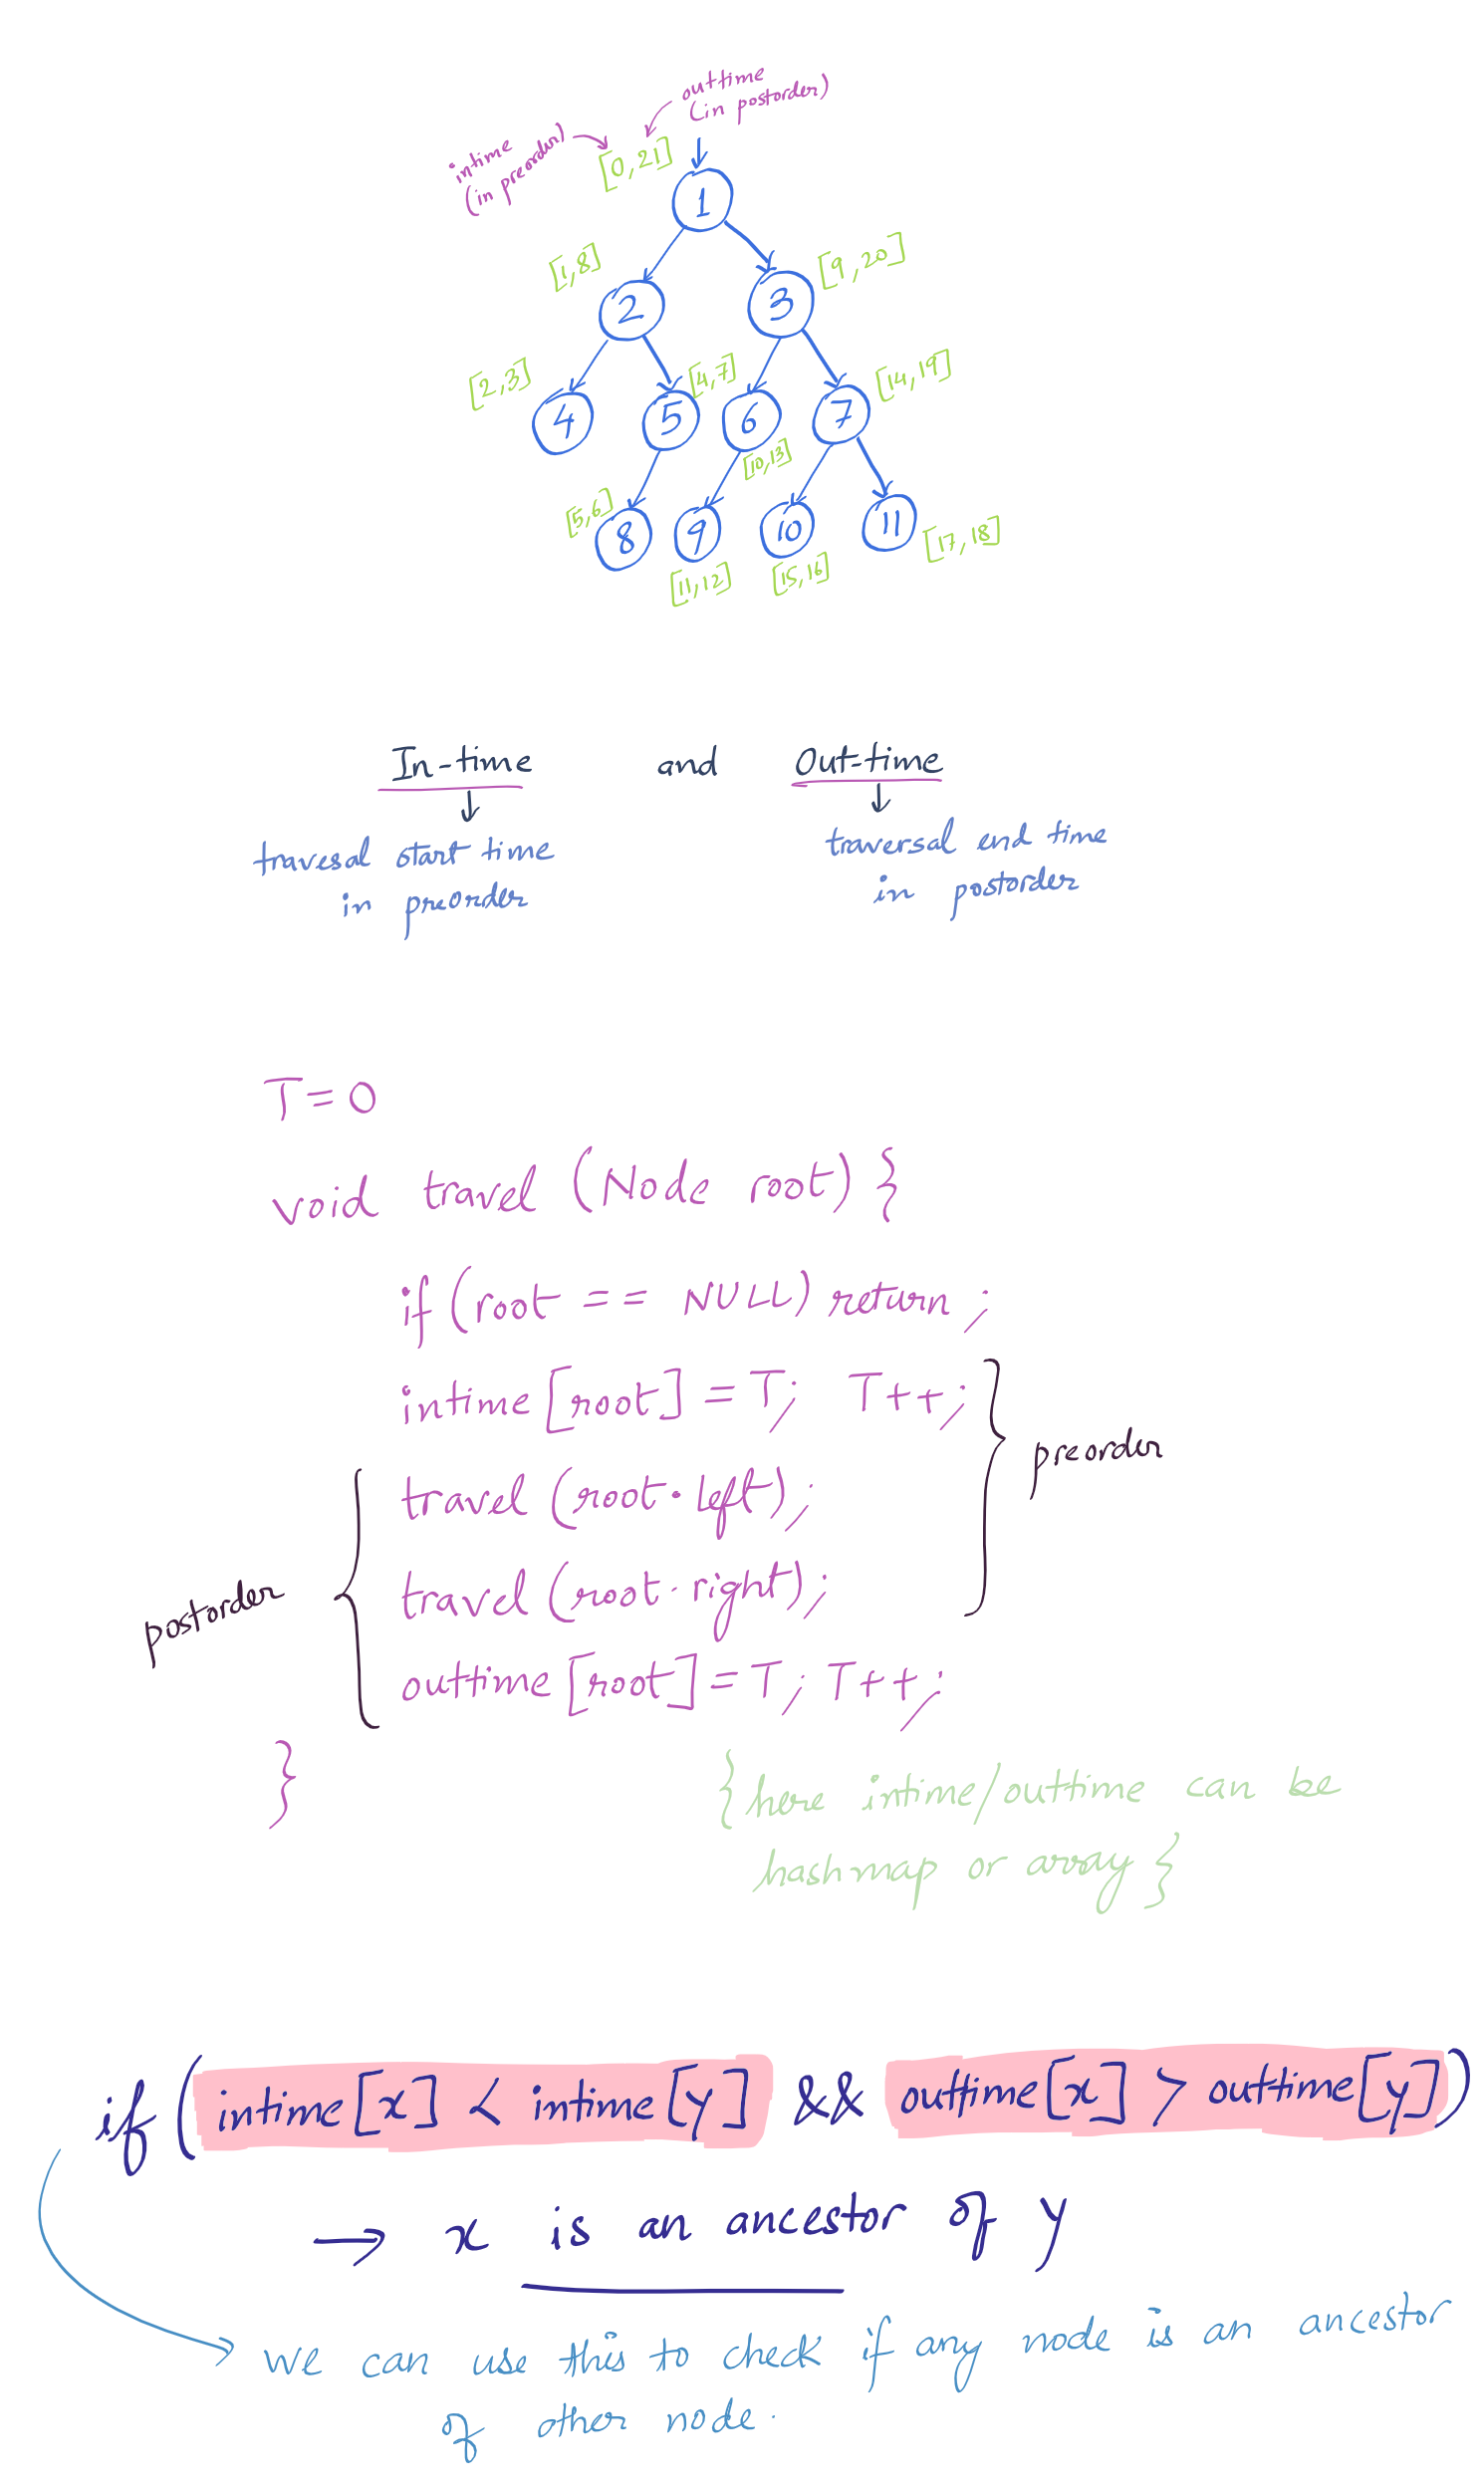 outtime
(in postorder)
intime
(in preorder)
[0,21]
1
[1,8]
[9,20]
2
3
[2,3]
[4,7]
[14,19]
4
5
6
7
[10,13]
[5,6]
8
9
10
11
[11,12]
[15,16]
[17,18]
In-time and Out-time
travesal start time
in preorder
traversal end time
in postorder
T=0
void travel (Node root) {
if (root == NULL) return ;
intime [root] = T; T++;
preorder
travel (root.left);
travel (root.right);
postorder
outtime [root] = T; T++;
}
{here intime/outtime can be
hashmap or array}
if (intime[x] < intime[y] && outtime[x] > outtime[y])
→ x is an ancestor of y
we can use this to check if any node is an ancestor
of other node.